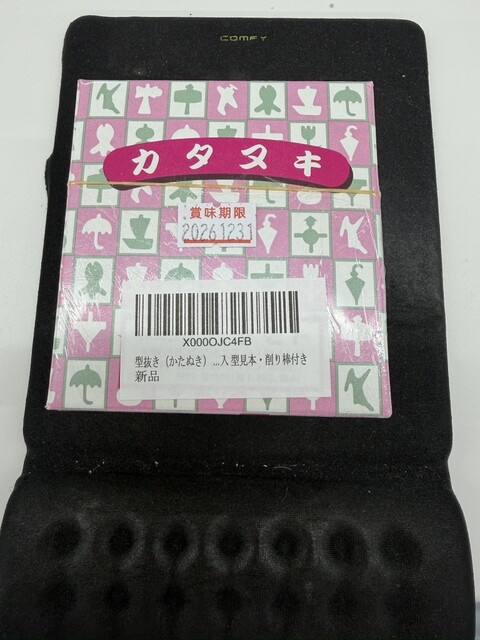 COMFY
カタヌキ
賞味期限
20261231
X000OJC4FB
型抜き（かたぬき）...入 型見本・削り棒付き
新品